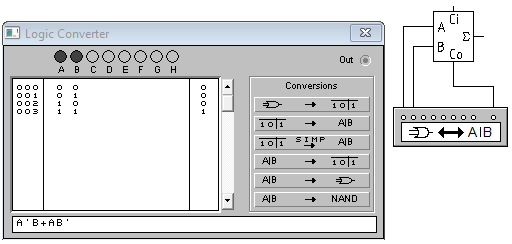 Logic Converter
Out
A B C D E F G H
000 0 0 0
001 0 1 0
002 1 0 0
003 1 1 1
A'B+AB'
Conversions
→ 1 0 1
1 0 1 → A|B
1 0 1 SIMP → A|B
A|B → 1 0 1
A|B →
A|B → NAND
Ci
A
Σ
B
Co
A|B